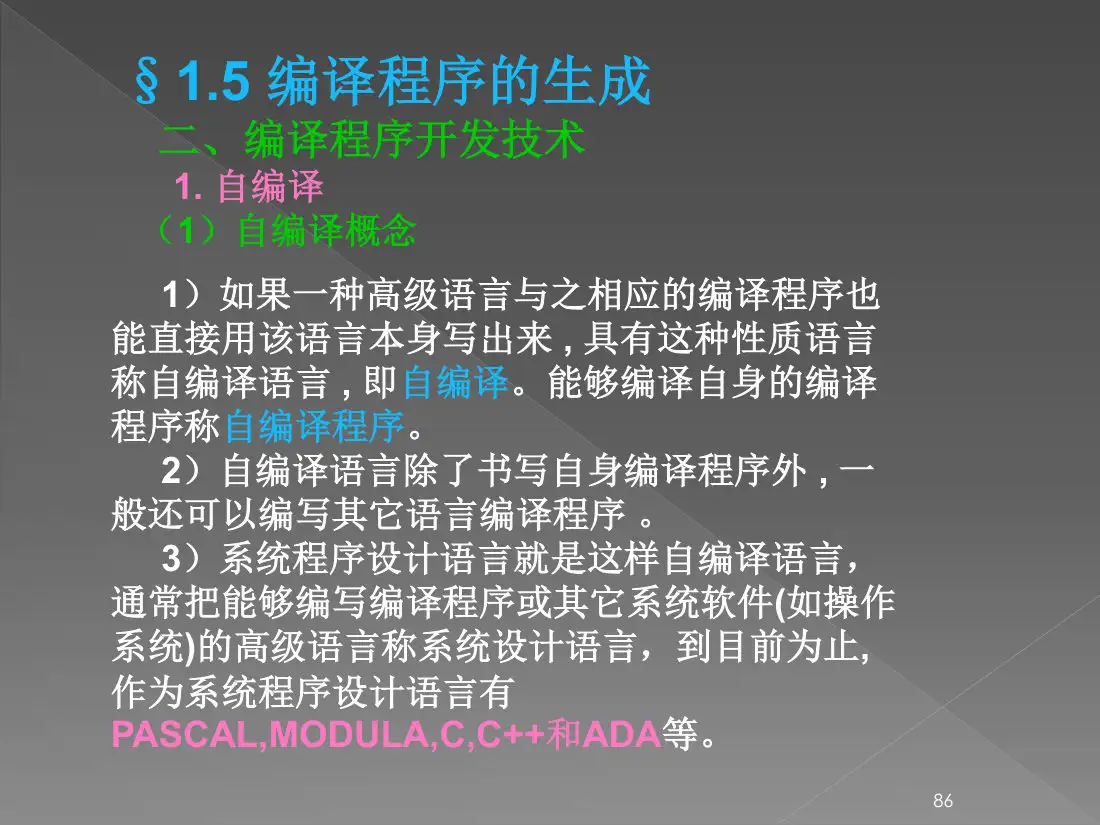 §1.5 编译程序的生成
二、编译程序开发技术
1. 自编译
（1）自编译概念
1）如果一种高级语言与之相应的编译程序也
能直接用该语言本身写出来 , 具有这种性质语言
称自编译语言 , 即自编译。能够编译自身的编译
程序称自编译程序。
2）自编译语言除了书写自身编译程序外 , 一
般还可以编写其它语言编译程序 。
3）系统程序设计语言就是这样自编译语言，
通常把能够编写编译程序或其它系统软件(如操作
系统)的高级语言称系统设计语言，到目前为止,
作为系统程序设计语言有
PASCAL,MODULA,C,C++和ADA等。
86